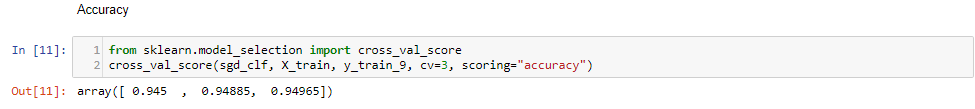 Accuracy
In [11]:
1 from sklearn.model_selection import cross_val_score
2 cross_val_score(sgd_clf, X_train, y_train_9, cv=3, scoring="accuracy")
Out[11]: array([ 0.945  ,  0.94885,  0.94965])